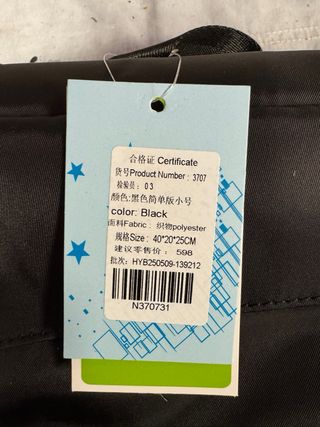 合格证 Certificate
货号Product Number : 3707
检验员： 03
颜色:黑色简单版小号
color: Black
面料Fabric： 织物polyester
规格Size: 40*20*25CM
建议零售价： 598
批次: HYB250509-139212
N370731